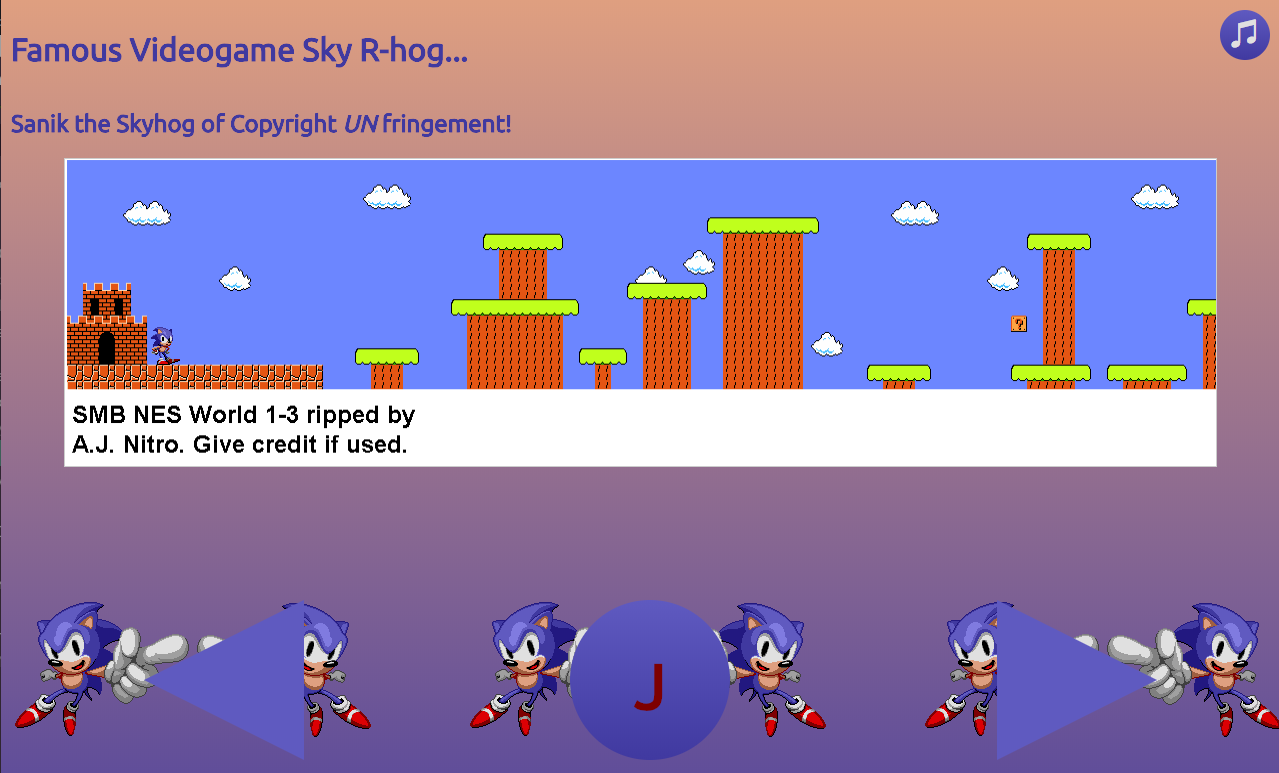 Famous Videogame Sky R-hog...
Sanik the Skyhog of Copyright UN fringement!
?
SMB NES World 1-3 ripped by
A.J. Nitro. Give credit if used.
J